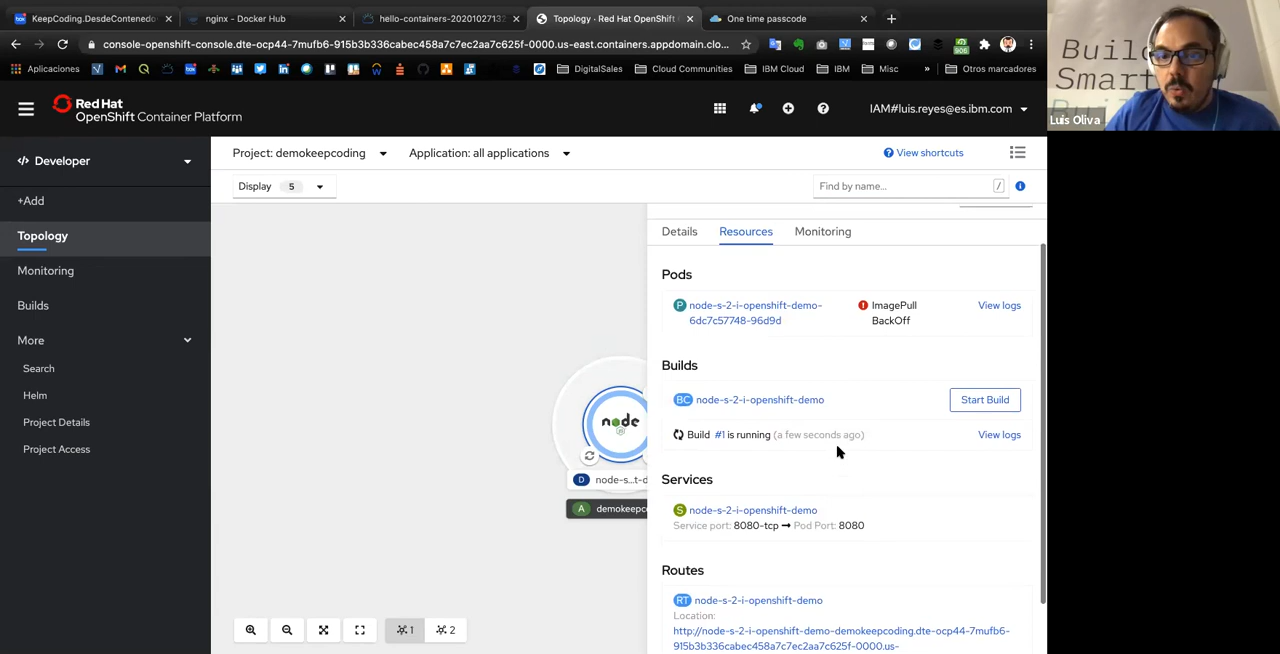 KeepCoding.DesdeContenedo
nginx - Docker Hub
hello-containers-20201027132
Topology · Red Hat OpenShift
One time passcode
console-openshift-console.dte-ocp44-7mufb6-915b3b336cabec458a7c7ec2aa7c625f-0000.us-east.containers.appdomain.clo...
Aplicaciones
DigitalSales
Cloud Communities
IBM Cloud
IBM
Misc
»
Otros marcadores
Red Hat
OpenShift Container Platform
IAM#luis.reyes@es.ibm.com
Build
Smart
Luis Oliva
Developer
Project: demokeepcoding
Application: all applications
View shortcuts
+Add
Display 5
Find by name...
/
Topology
Monitoring
Builds
More
Search
Helm
Project Details
Project Access
Details
Resources
Monitoring
Pods
P node-s-2-i-openshift-demo-
6dc7c57748-96d9d
ImagePull
BackOff
View logs
Builds
BC node-s-2-i-openshift-demo
Start Build
Build #1 is running (a few seconds ago)
View logs
Services
S node-s-2-i-openshift-demo
Service port: 8080-tcp → Pod Port: 8080
Routes
RT node-s-2-i-openshift-demo
Location:
http://node-s-2-i-openshift-demo-demokeepcoding.dte-ocp44-7mufb6-
915b3b336cabec458a7c7ec2aa7c625f-0000.us-
node
D node-s...t-d
A demokeepco
1
2